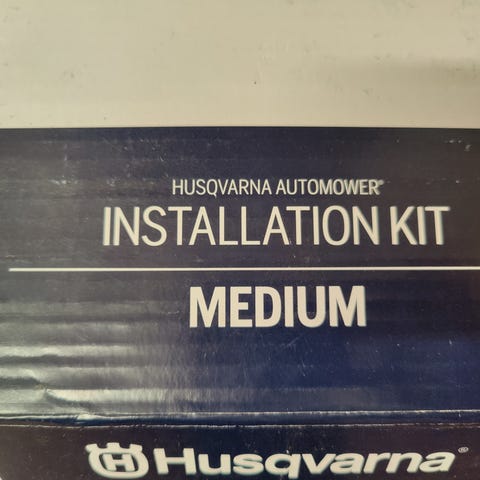 HUSQVARNA AUTOMOWER®
INSTALLATION KIT
MEDIUM
Husqvarna®